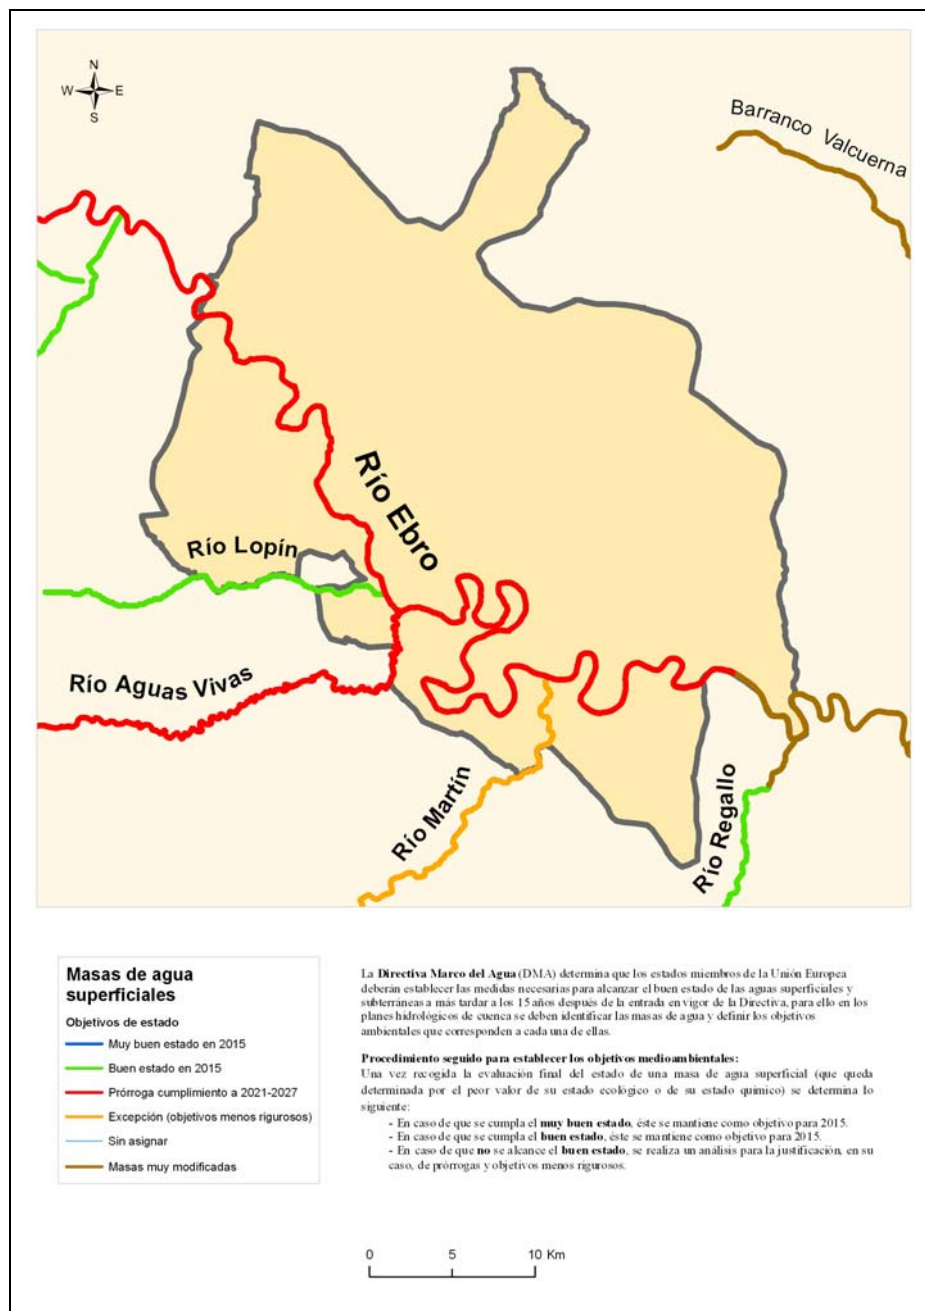 N
W E
S
Barranco Valcuerna
Río Ebro
Río Lopín
Río Aguas Vivas
Río Martín
Río Regallo
Masas de agua
superficiales
Objetivos de estado
Muy buen estado en 2015
Buen estado en 2015
Prórroga cumplimiento a 2021-2027
Excepción (objetivos menos rigurosos)
Sin asignar
Masas muy modificadas
La Directiva Marco del Agua (DMA) determina que los estados miembros de la Unión Europea
deberán establecer las medidas necesarias para alcanzar el buen estado de las aguas superficiales y
subterráneas a más tardar a los 15 años después de la entrada en vigor de la Directiva, para ello en los
planes hidrológicos de cuenca se deben identificar las masas de agua y definir los objetivos
ambientales que corresponden a cada una de ellas.
Procedimiento seguido para establecer los objetivos medioambientales:
Una vez recogida la evaluación final del estado de una masa de agua superficial (que queda
determinada por el peor valor de su estado ecológico o de su estado químico) se determina lo
siguiente:
- En caso de que se cumpla el muy buen estado, éste se mantiene como objetivo para 2015.
- En caso de que se cumpla el buen estado, éste se mantiene como objetivo para 2015.
- En caso de que no se alcance el buen estado, se realiza un análisis para la justificación, en su
caso, de prórrogas y objetivos menos rigurosos.
0 5 10 Km